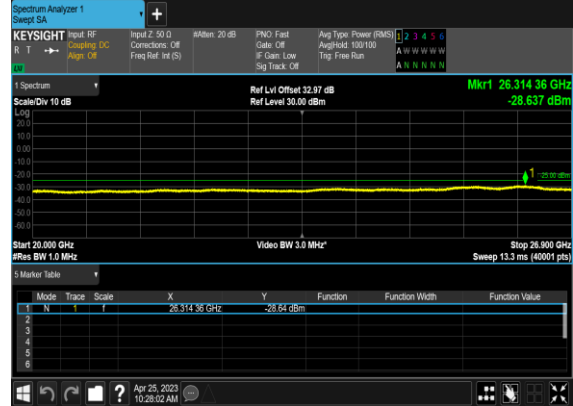 Spectrum Analyzer 1
Swept SA
+
KEYSIGHT Input: RF Input Z: 50 Ω #Atten: 20 dB PNO: Fast Avg Type: Power (RMS) 1 2 3 4 5 6
R T Coupling: DC Corrections: Off Gate: Off Avg|Hold: 100/100 A W W W W W
Align: Off Freq Ref: Int (S) IF Gain: Low Trig: Free Run
LXI Sig Track: Off A N N N N N
1 Spectrum Ref Lvl Offset 32.97 dB Mkr1 26.314 36 GHz
Scale/Div 10 dB Ref Level 30.00 dBm -28.637 dBm
Log
20.0
10.0
0.00
-10.0
-20.0 1 -25.00 dBm
-30.0
-40.0
-50.0
-60.0
Start 20.000 GHz Video BW 3.0 MHz* Stop 26.900 GHz
#Res BW 1.0 MHz Sweep 13.3 ms (40001 pts)
5 Marker Table
Mode Trace Scale X Y Function Function Width Function Value
1 N 1 f 26.314 36 GHz -28.64 dBm
2
3
4
5
6
? Apr 25, 2023
10:28:02 AM